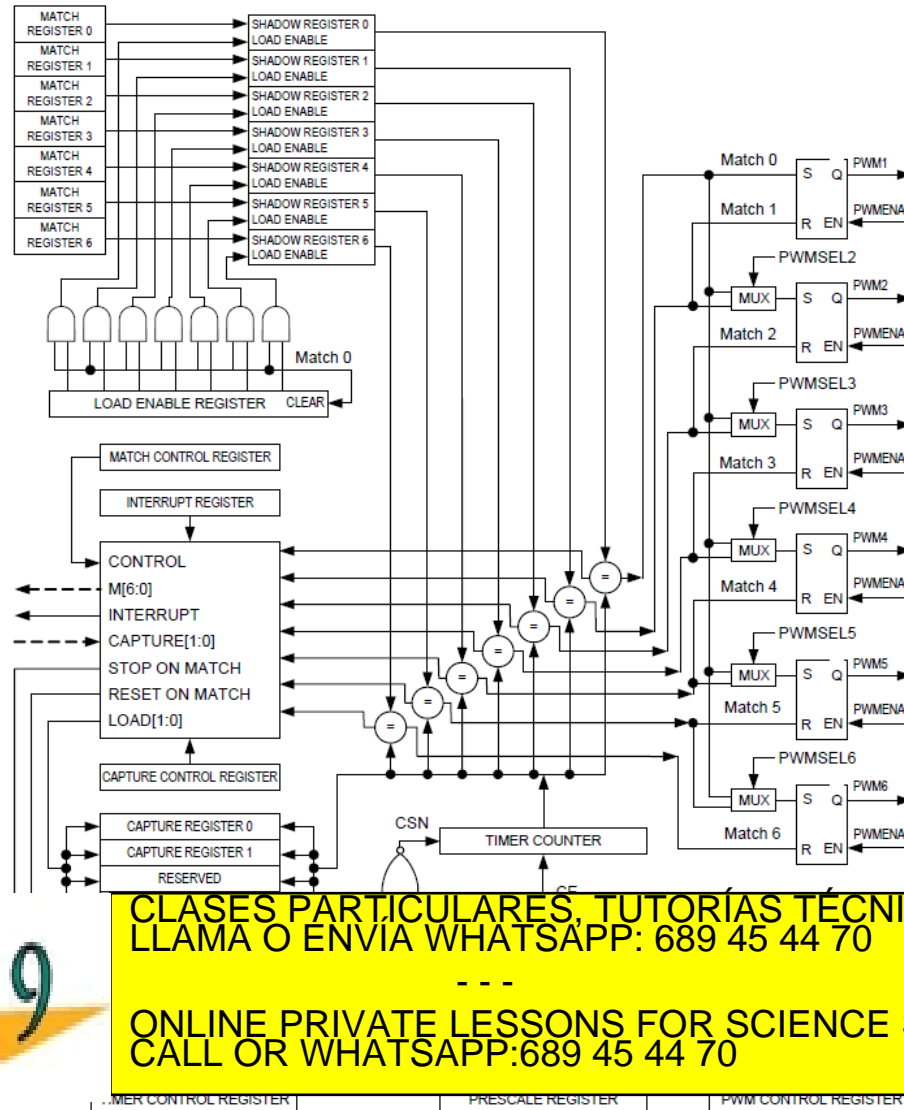 MATCH
REGISTER 0
MATCH
REGISTER 1
MATCH
REGISTER 2
MATCH
REGISTER 3
MATCH
REGISTER 4
MATCH
REGISTER 5
MATCH
REGISTER 6
SHADOW REGISTER 0
LOAD ENABLE
SHADOW REGISTER 1
LOAD ENABLE
SHADOW REGISTER 2
LOAD ENABLE
SHADOW REGISTER 3
LOAD ENABLE
SHADOW REGISTER 4
LOAD ENABLE
SHADOW REGISTER 5
LOAD ENABLE
SHADOW REGISTER 6
LOAD ENABLE
Match 0
LOAD ENABLE REGISTER CLEAR
Match 0
S Q PWM1
Match 1
R EN PWMENA
PWMSEL2
MUX S Q PWM2
Match 2
R EN PWMENA
PWMSEL3
MUX S Q PWM3
Match 3
R EN PWMENA
PWMSEL4
MUX S Q PWM4
Match 4
R EN PWMENA
PWMSEL5
MUX S Q PWM5
Match 5
R EN PWMENA
PWMSEL6
MUX S Q PWM6
Match 6
R EN PWMENA
MATCH CONTROL REGISTER
INTERRUPT REGISTER
CONTROL
M[6:0]
INTERRUPT
CAPTURE[1:0]
STOP ON MATCH
RESET ON MATCH
LOAD[1:0]
=
=
=
=
=
=
=
CAPTURE CONTROL REGISTER
CAPTURE REGISTER 0
CAPTURE REGISTER 1
RESERVED
CSN
TIMER COUNTER
CE
9
CLASES PARTICULARES, TUTORÍAS TÉCNI
LLAMA O ENVÍA WHATSAPP: 689 45 44 70
- - -
ONLINE PRIVATE LESSONS FOR SCIENCE
CALL OR WHATSAPP:689 45 44 70
MER CONTROL REGISTER
PRESCALE REGISTER
PWM CONTROL REGISTER